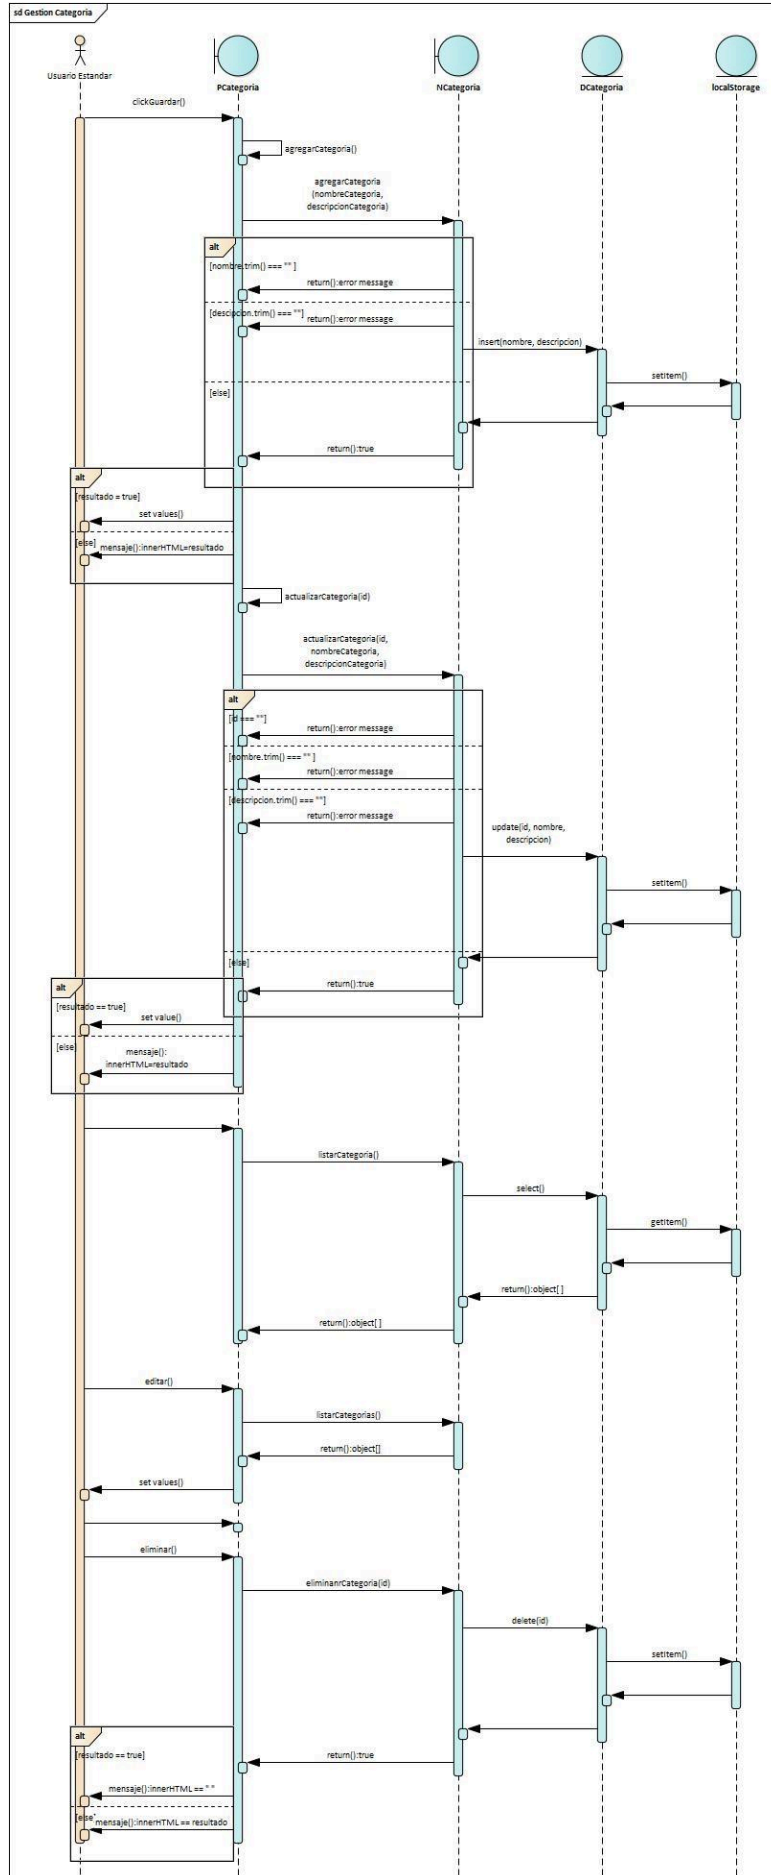 sd Gestion Categoria
Usuario Estandar
PCategoria
NCategoria
DCategoria
localStorage
clickGuardar()
agregarCategoria()
agregarCategoria
(nombreCategoria,
descripcionCategoria)
alt
[nombre.trim() === "" ]
return():error message
[descipcion.trim() === ""]
return():error message
insert(nombre, descripcion)
setItem()
[else]
return():true
alt
[resultado = true]
set values()
[else]
mensaje():innerHTML=resultado
actualizarCategoria(id)
actualizarCategoria(id,
nombreCategoria,
descripcionCategoria)
alt
[id === ""]
return():error message
[nombre.trim() === "" ]
return():error message
[descripcion.trim() === ""]
return():error message
update(id, nombre,
descripcion)
setItem()
[else]
return():true
alt
[resultado == true]
set value()
[else]
mensaje():
innerHTML=resultado
listarCategoria()
select()
getItem()
return():object[ ]
return():object[ ]
editar()
listarCategorias()
return():object[]
set values()
eliminar()
eliminanrCategoria(id)
delete(id)
setItem()
alt
[resultado == true]
return():true
mensaje():innerHTML == " "
[else]
mensaje():innerHTML == resultado